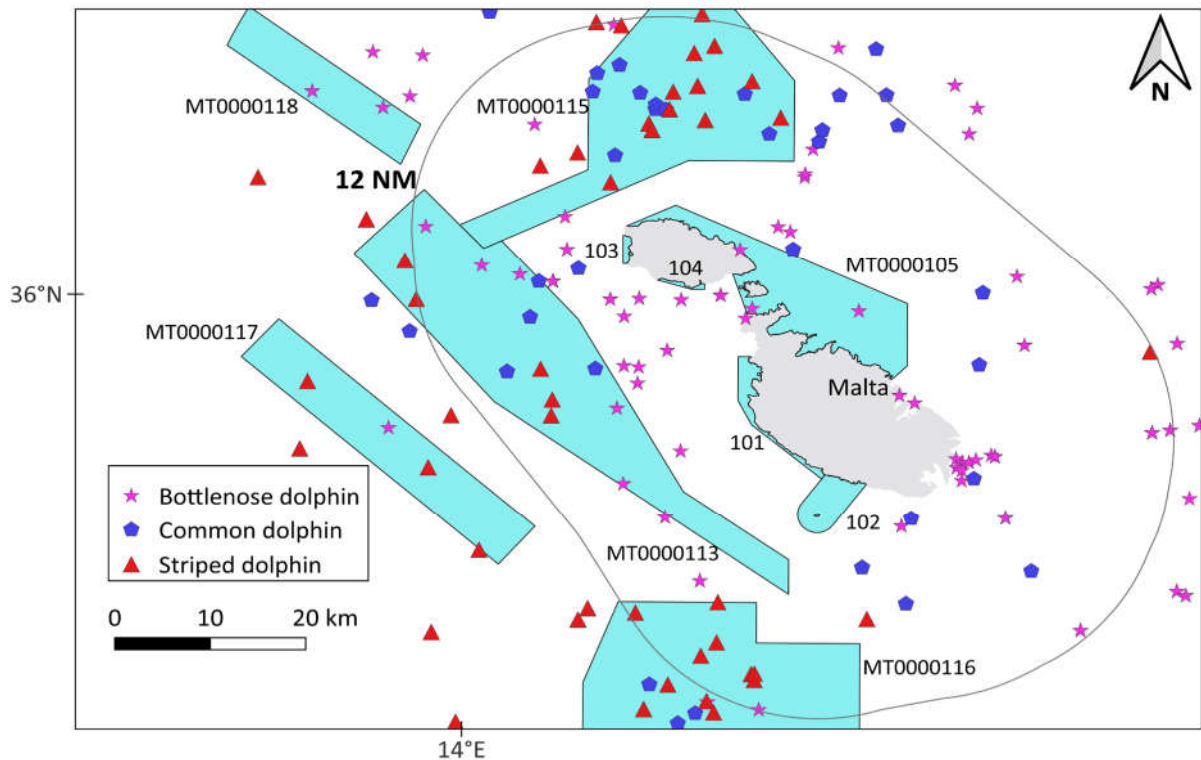 N
MT0000118
MT0000115
12 NM
103
104
MT0000105
36°N
MT0000117
Malta
101
102
Bottlenose dolphin
Common dolphin
Striped dolphin
MT0000113
0 10 20 km
MT0000116
14°E